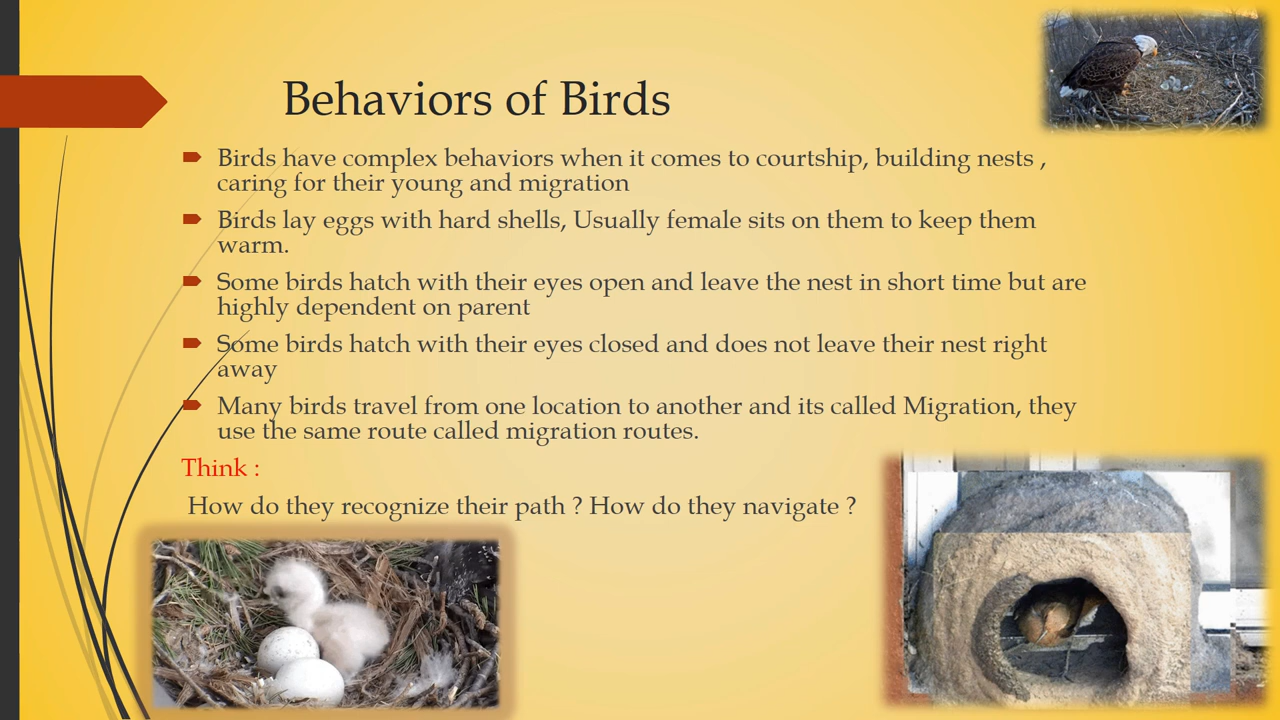 Behaviors of Birds
Birds have complex behaviors when it comes to courtship, building nests ,
caring for their young and migration
Birds lay eggs with hard shells, Usually female sits on them to keep them
warm.
Some birds hatch with their eyes open and leave the nest in short time but are
highly dependent on parent
Some birds hatch with their eyes closed and does not leave their nest right
away
Many birds travel from one location to another and its called Migration, they
use the same route called migration routes.
Think :
How do they recognize their path ? How do they navigate ?